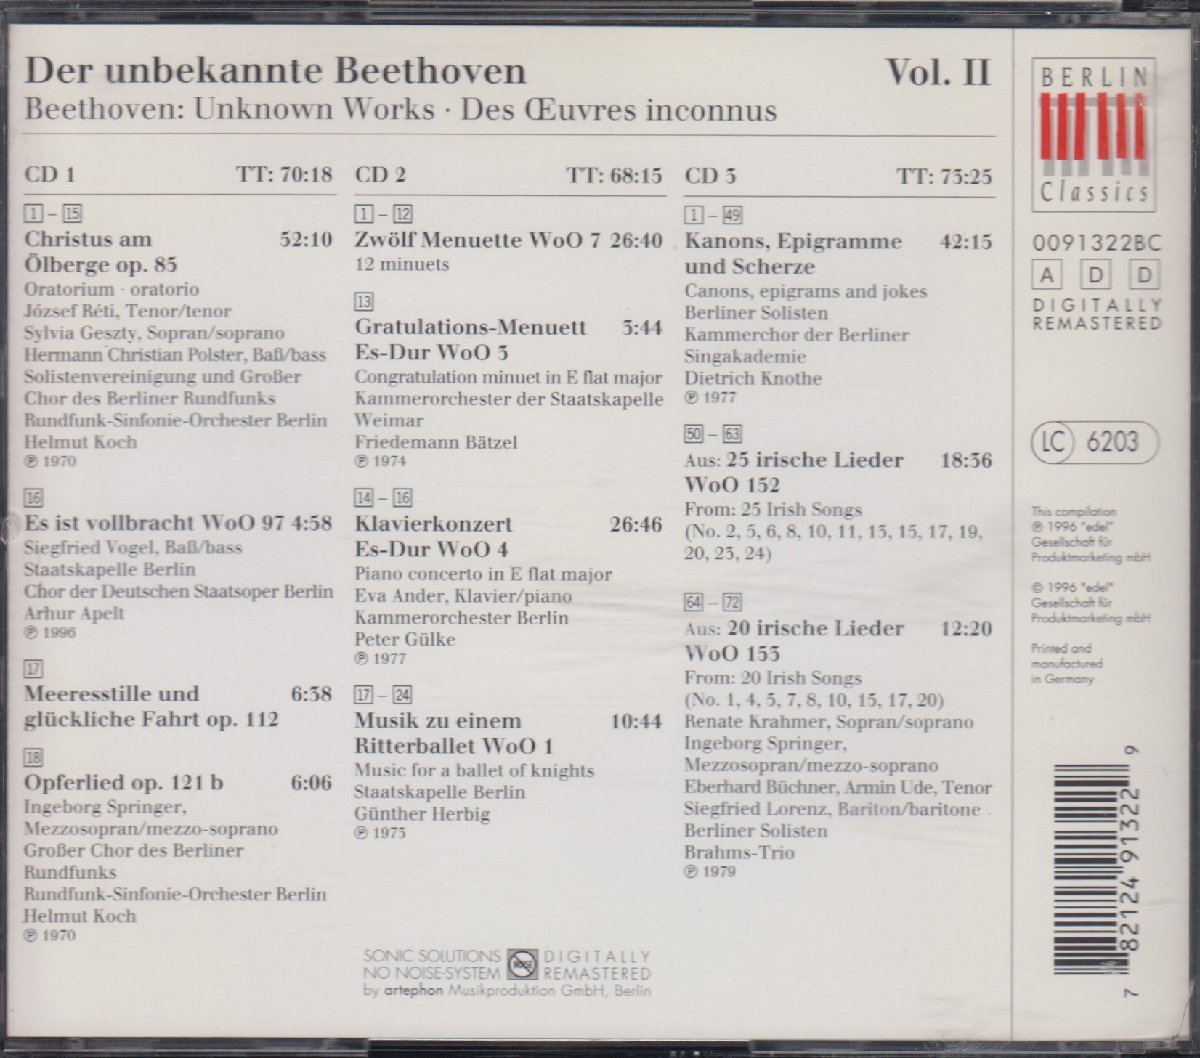 Der unbekannte Beethoven Vol. II
Beethoven: Unknown Works · Des Œuvres inconnus
CD 1 TT: 70:18
1 – 15
Christus am 52:10
Ölberge op. 85
Oratorium · oratorio
József Réti, Tenor/tenor
Sylvia Geszty, Sopran/soprano
Hermann Christian Polster, Baß/bass
Solistenvereinigung und Großer
Chor des Berliner Rundfunks
Rundfunk-Sinfonie-Orchester Berlin
Helmut Koch
℗ 1970
16
Es ist vollbracht WoO 97 4:58
Siegfried Vogel, Baß/bass
Staatskapelle Berlin
Chor der Deutschen Staatsoper Berlin
Arhur Apelt
℗ 1996
17
Meeresstille und 6:38
glückliche Fahrt op. 112
18
Opferlied op. 121 b 6:06
Ingeborg Springer,
Mezzosopran/mezzo-soprano
Großer Chor des Berliner
Rundfunks
Rundfunk-Sinfonie-Orchester Berlin
Helmut Koch
℗ 1970
CD 2 TT: 68:15
1 – 12
Zwölf Menuette WoO 7 26:40
12 minuets
13
Gratulations-Menuett 3:44
Es-Dur WoO 3
Congratulation minuet in E flat major
Kammerorchester der Staatskapelle
Weimar
Friedemann Bätzel
℗ 1974
14 – 16
Klavierkonzert 26:46
Es-Dur WoO 4
Piano concerto in E flat major
Eva Ander, Klavier/piano
Kammerorchester Berlin
Peter Gülke
℗ 1977
17 – 24
Musik zu einem 10:44
Ritterballet WoO 1
Music for a ballet of knights
Staatskapelle Berlin
Günther Herbig
℗ 1973
CD 3 TT: 73:25
1 – 49
Kanons, Epigramme 42:15
und Scherze
Canons, epigrams and jokes
Berliner Solisten
Kammerchor der Berliner
Singakademie
Dietrich Knothe
℗ 1977
50 – 63
Aus: 25 irische Lieder 18:36
WoO 152
From: 25 Irish Songs
(No. 2, 5, 6, 8, 10, 11, 13, 15, 17, 19,
20, 23, 24)
64 – 72
Aus: 20 irische Lieder 12:20
WoO 153
From: 20 Irish Songs
(No. 1, 4, 5, 7, 8, 10, 15, 17, 20)
Renate Krahmer, Sopran/soprano
Ingeborg Springer,
Mezzosopran/mezzo-soprano
Eberhard Büchner, Armin Ude, Tenor
Siegfried Lorenz, Bariton/baritone
Berliner Solisten
Brahms-Trio
℗ 1979
SONIC SOLUTIONS
NO NOISE-SYSTEM
NOISE
DIGITALLY
REMASTERED
by artephon Musikproduktion GmbH, Berlin
BERLIN
Classics
0091322BC
A D D
DIGITALLY
REMASTERED
LC 6203
This compilation
℗ 1996 "edel"
Gesellschaft für
Produktmarketing mbH
© 1996 "edel"
Gesellschaft für
Produktmarketing mbH
Printed and
manufactured
in Germany
7 82124 91322 9